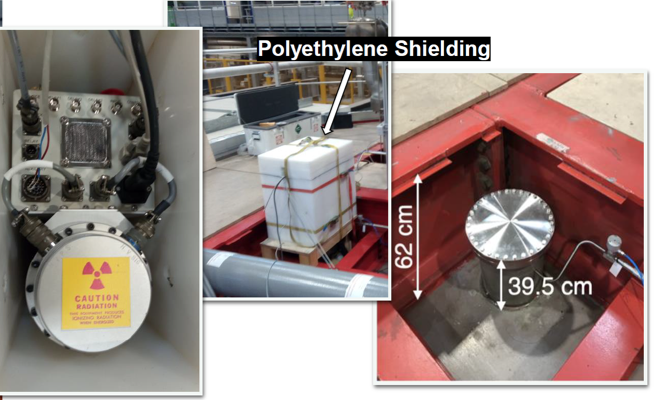 Polyethylene Shielding
CAUTION
RADIATION
62 cm
39.5 cm